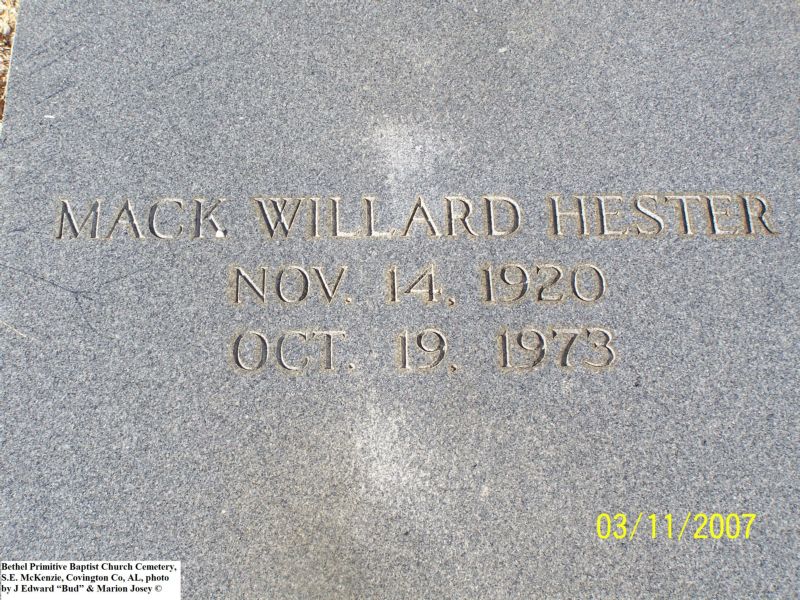 MACK WILLARD HESTER
NOV. 14, 1920
OCT. 19, 1973
03/11/2007
Bethel Primitive Baptist Church Cemetery,
S.E. McKenzie, Covington Co, AL, photo
by J Edward “Bud” & Marion Josey ©